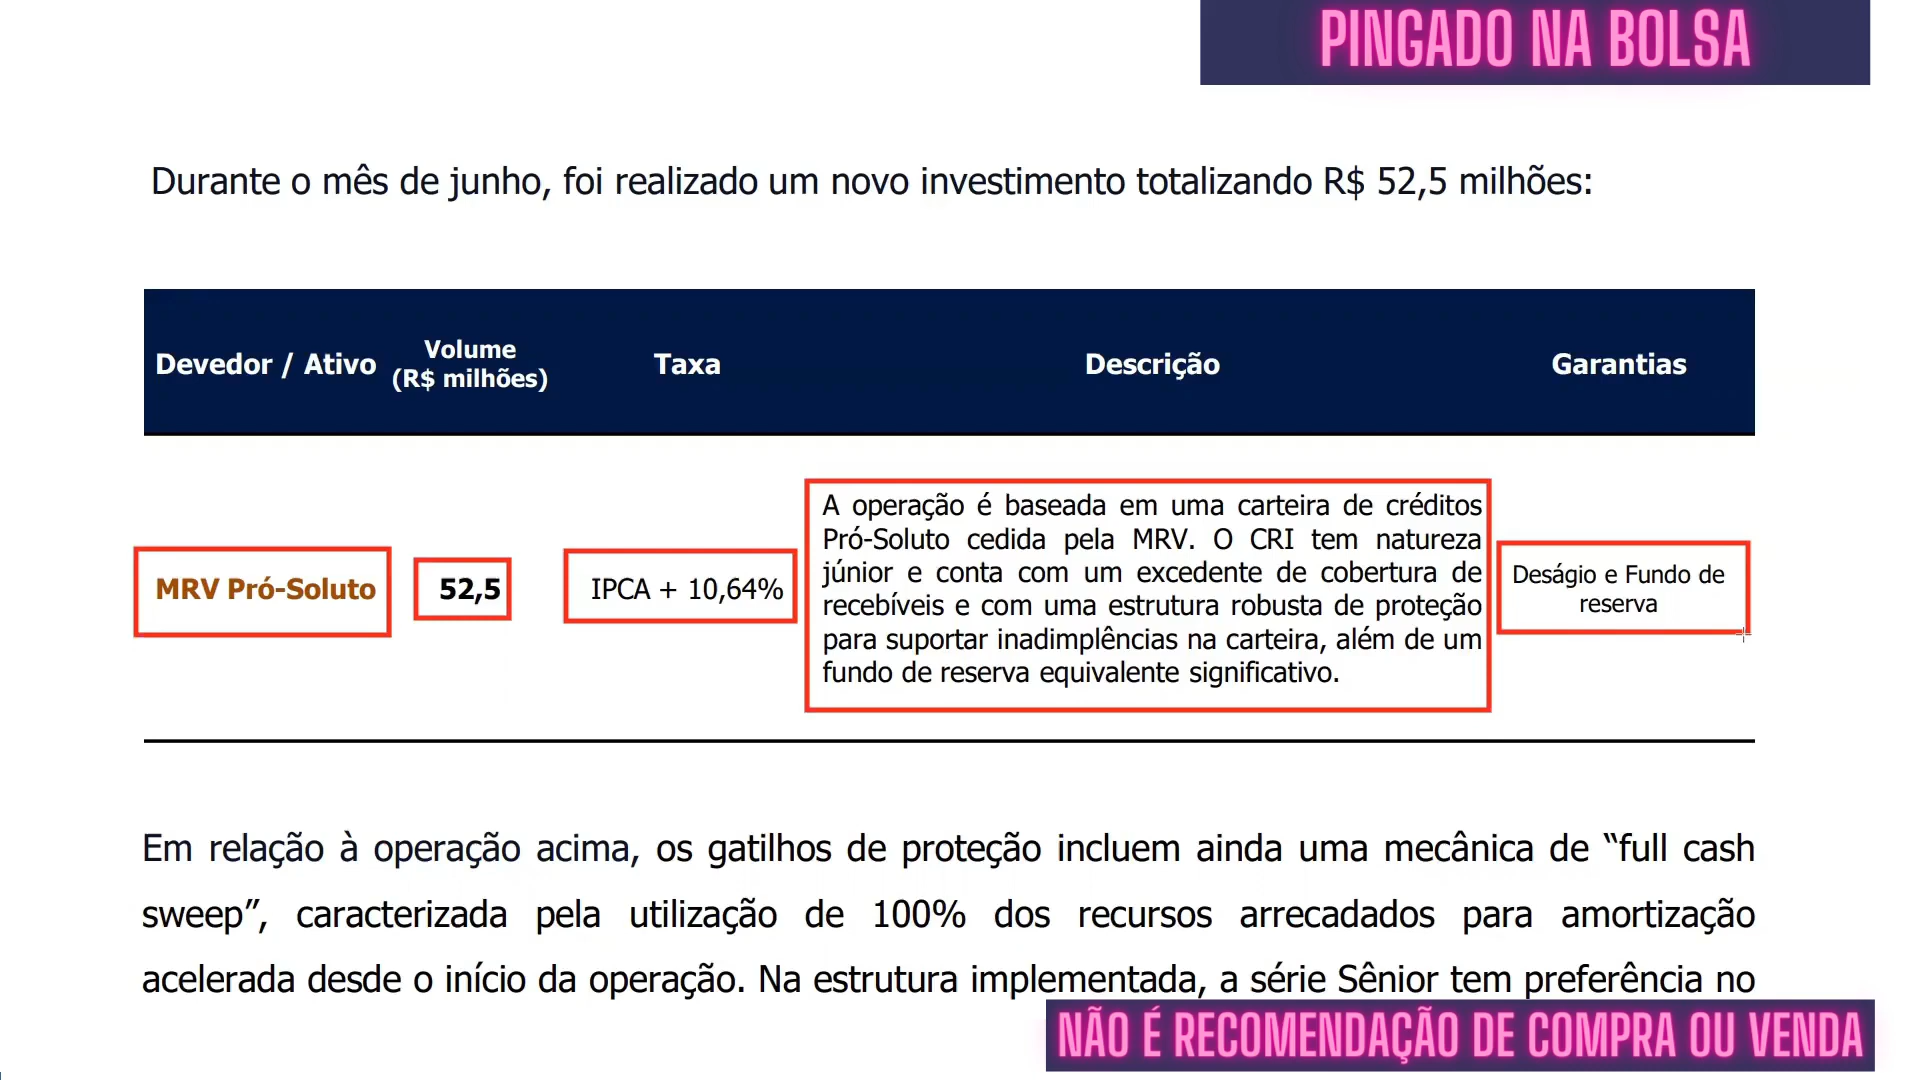 PINGADO NA BOLSA
Durante o mês de junho, foi realizado um novo investimento totalizando R$ 52,5 milhões:
Devedor / Ativo
Volume
(R$ milhões)
Taxa
Descrição
Garantias
MRV Pró-Soluto
52,5
IPCA + 10,64%
A operação é baseada em uma carteira de créditos
Pró-Soluto cedida pela MRV. O CRI tem natureza
júnior e conta com um excedente de cobertura de
recebíveis e com uma estrutura robusta de proteção
para suportar inadimplências na carteira, além de um
fundo de reserva equivalente significativo.
Deságio e Fundo de
reserva
Em relação à operação acima, os gatilhos de proteção incluem ainda uma mecânica de “full cash
sweep”, caracterizada pela utilização de 100% dos recursos arrecadados para amortização
acelerada desde o início da operação. Na estrutura implementada, a série Sênior tem preferência no
NÃO É RECOMENDAÇÃO DE COMPRA OU VENDA